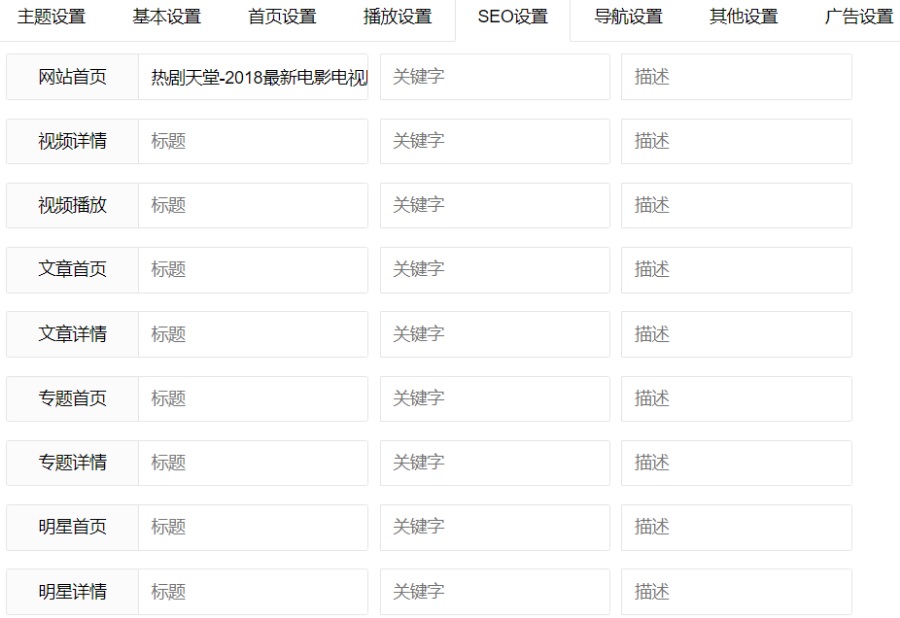 主题设置 基本设置 首页设置 播放设置 SEO设置 导航设置 其他设置 广告设置
网站首页 热剧天堂-2018最新电影电视 关键字 描述
视频详情 标题 关键字 描述
视频播放 标题 关键字 描述
文章首页 标题 关键字 描述
文章详情 标题 关键字 描述
专题首页 标题 关键字 描述
专题详情 标题 关键字 描述
明星首页 标题 关键字 描述
明星详情 标题 关键字 描述